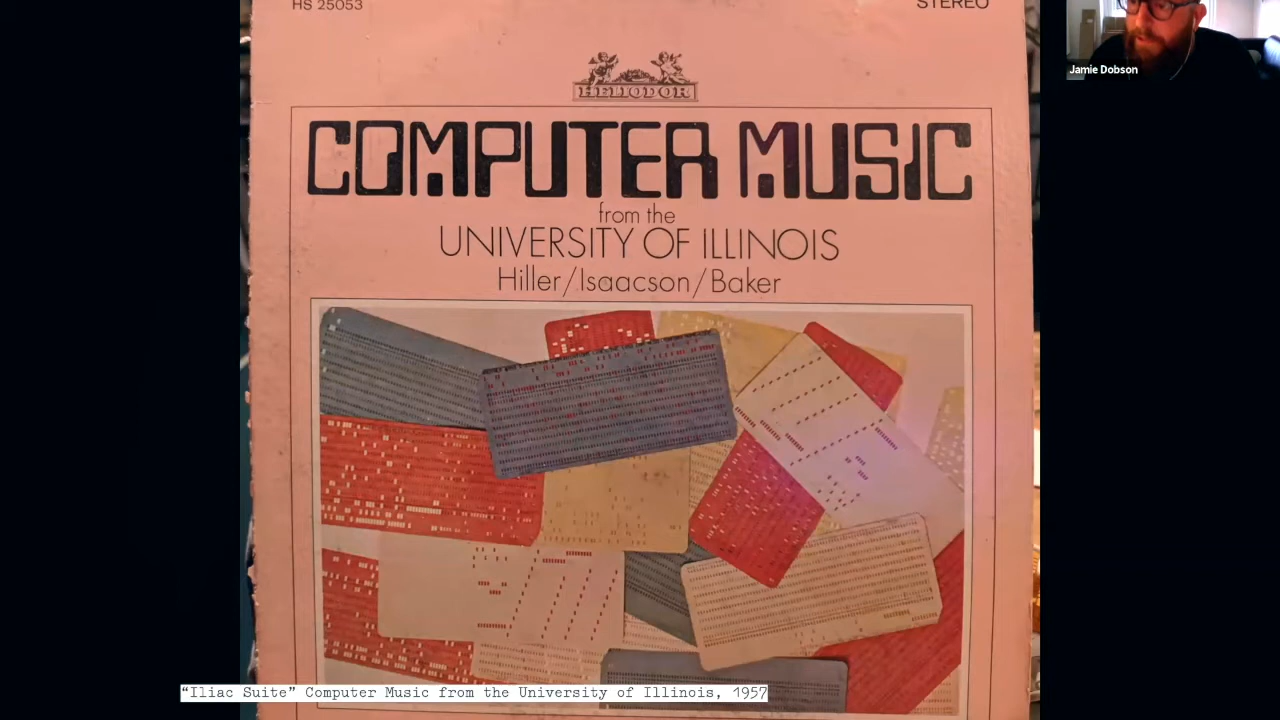 HS 25053
STEREO
HELIODOR
COMPUTER MUSIC
from the
UNIVERSITY OF ILLINOIS
Hiller/Isaacson/Baker
Jamie Dobson
“Iliac Suite” Computer Music from the University of Illinois, 1957